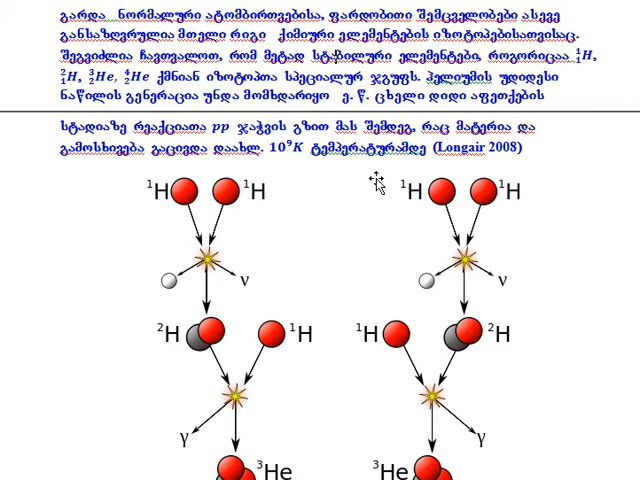 გარდა ნორმალური ატომბირთვებისა, ფარდობითი შემცველობები ასევე
განსაზღვრულია მთელი რიგი ქიმიური ელემენტების იზოტოპებისათვისაც.
შეგვიძლია ჩავთვალოთ, რომ მეტად სტაბილური ელემენტები, როგორიცაა ₁¹H,
₁²H, ₂³He, ₂⁴He ქმნიან იზოტოპთა სპეციალურ ჯგუფს. ჰელიუმის უდიდესი
ნაწილის გენერაცია უნდა მომხდარიყო ე. წ. ცხელი დიდი აფეთქების
სტადიაზე რეაქციათა pp ჯაჭვის გზით მას შემდეგ, რაც მატერია და
გამოსხივება გაცივდა დაახლ. 10⁹K ტემპერატურამდე (Longair 2008)
¹H ¹H ¹H ¹H
ν ν
²H ¹H ¹H ²H
γ γ
³He ³He